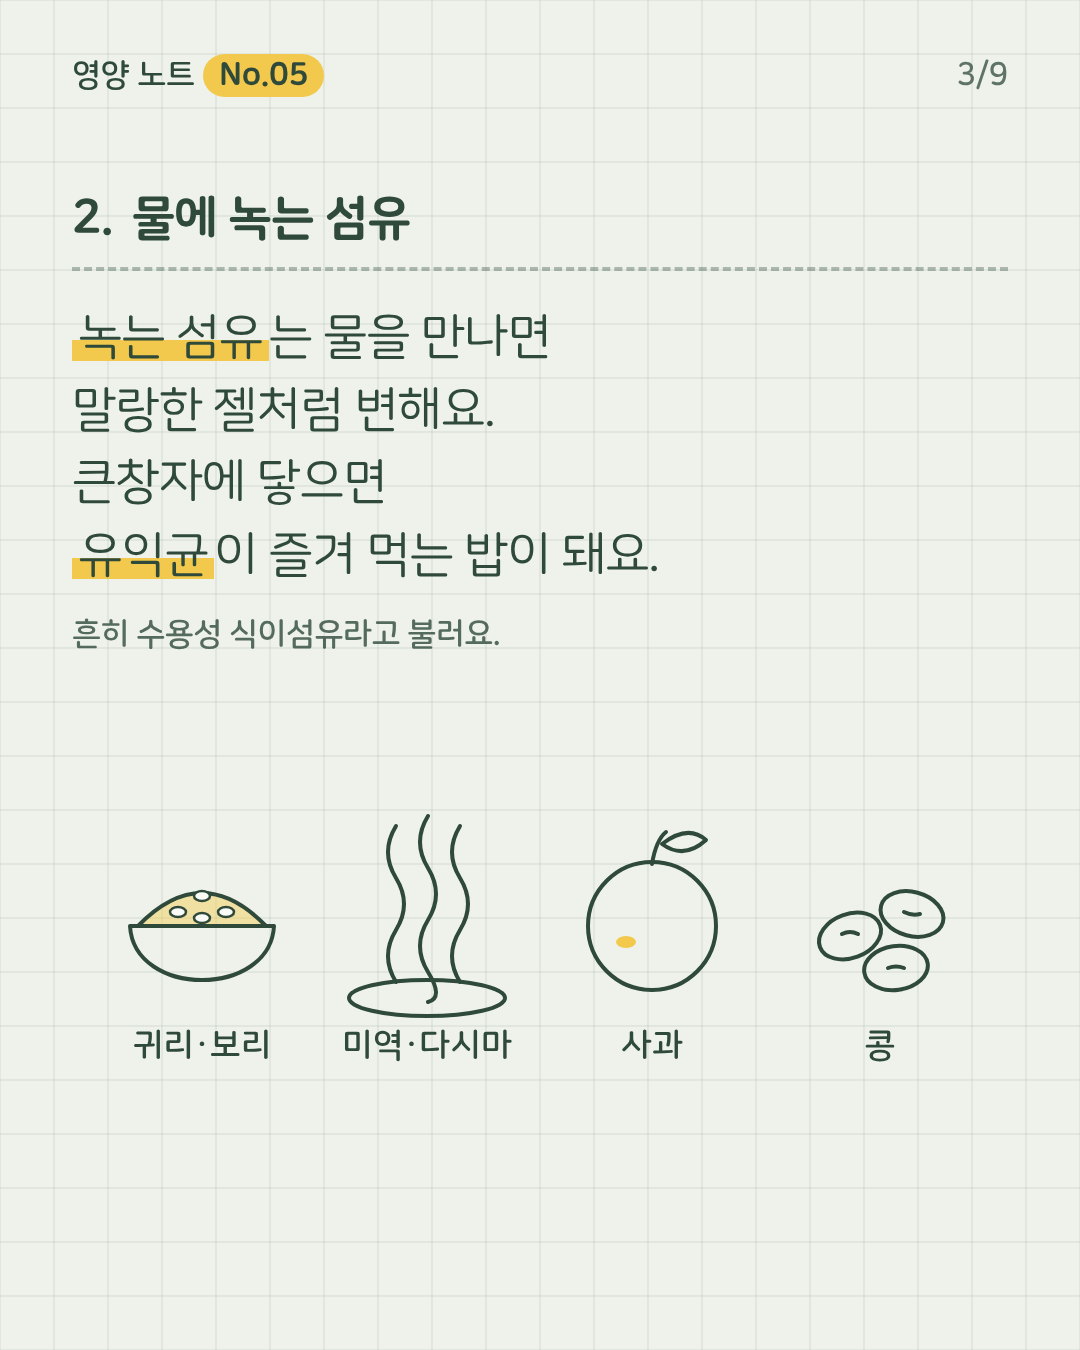 영양 노트 No.05
3/9
2. 물에 녹는 섬유
녹는 섬유는 물을 만나면
말랑한 젤처럼 변해요.
큰창자에 닿으면
유익균이 즐겨 먹는 밥이 돼요.
흔히 수용성 식이섬유라고 불러요.
귀리·보리
미역·다시마
사과
콩